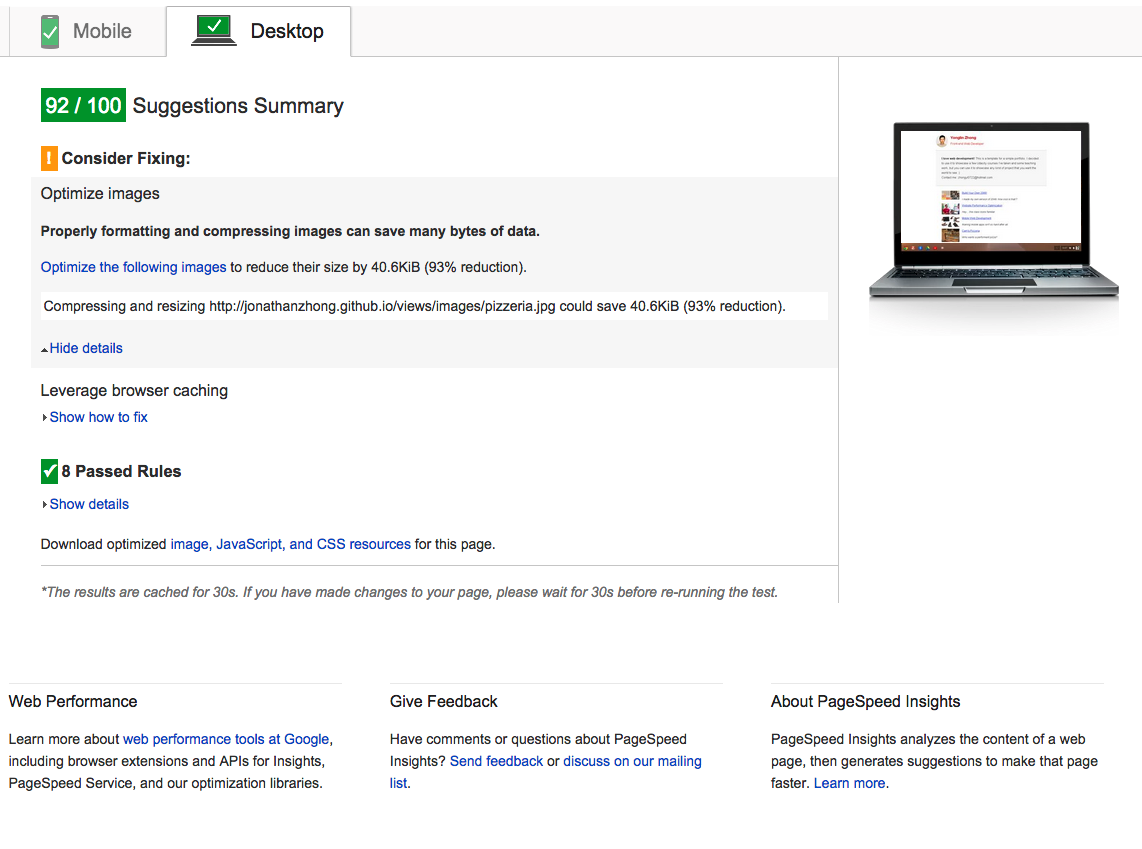 Mobile
Desktop
92 / 100 Suggestions Summary
! Consider Fixing:
Optimize images
Properly formatting and compressing images can save many bytes of data.
Optimize the following images to reduce their size by 40.6KiB (93% reduction).
Compressing and resizing http://jonathanzhong.github.io/views/images/pizzeria.jpg could save 40.6KiB (93% reduction).
Hide details
Leverage browser caching
Show how to fix
8 Passed Rules
Show details
Download optimized image, JavaScript, and CSS resources for this page.
*The results are cached for 30s. If you have made changes to your page, please wait for 30s before re-running the test.
Web Performance
Learn more about web performance tools at Google,
including browser extensions and APIs for Insights,
PageSpeed Service, and our optimization libraries.
Give Feedback
Have comments or questions about PageSpeed
Insights? Send feedback or discuss on our mailing
list.
About PageSpeed Insights
PageSpeed Insights analyzes the content of a web
page, then generates suggestions to make that page
faster. Learn more.